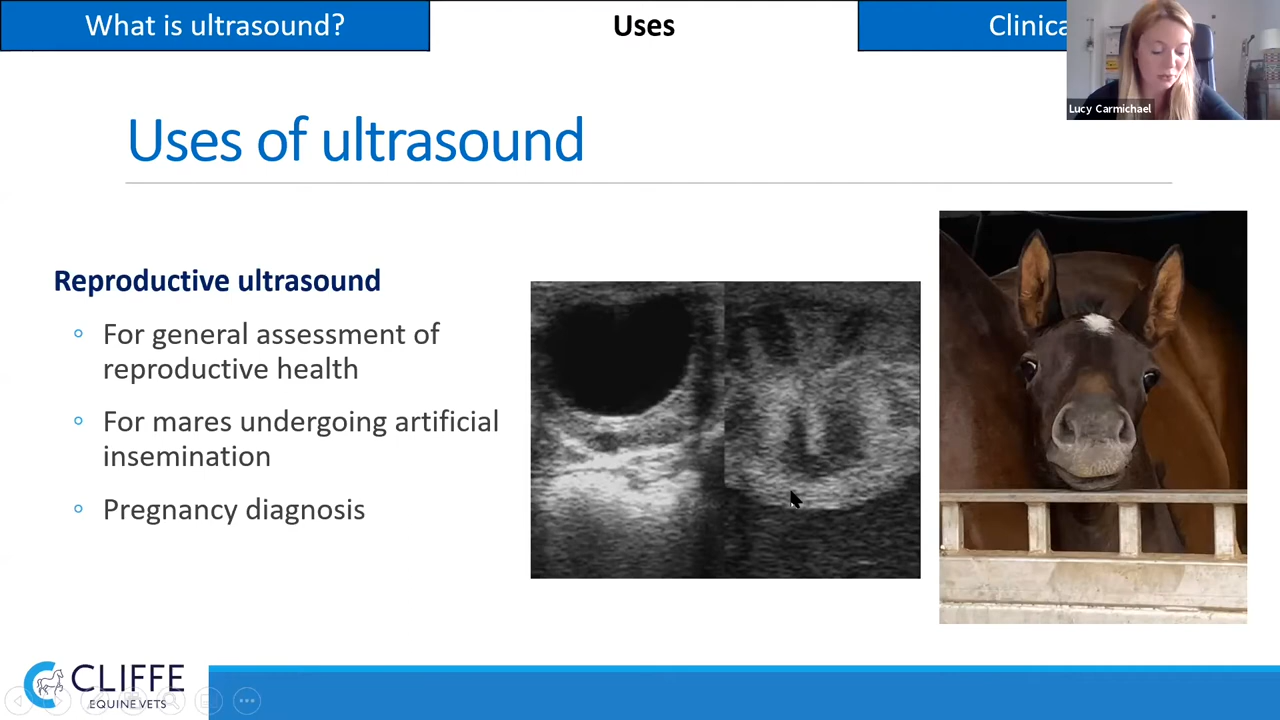 What is ultrasound?
Uses
Clinica
Lucy Carmichael
Uses of ultrasound
Reproductive ultrasound
For general assessment of
reproductive health
For mares undergoing artificial
insemination
Pregnancy diagnosis
CLIFFE
EQUINE VETS